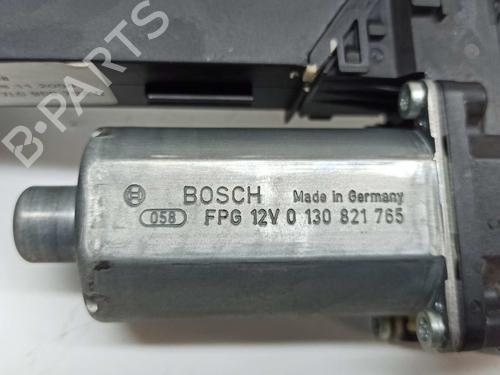 BOSCH Made in Germany
058 FPG 12V 0 130 821 765
B-PARTS